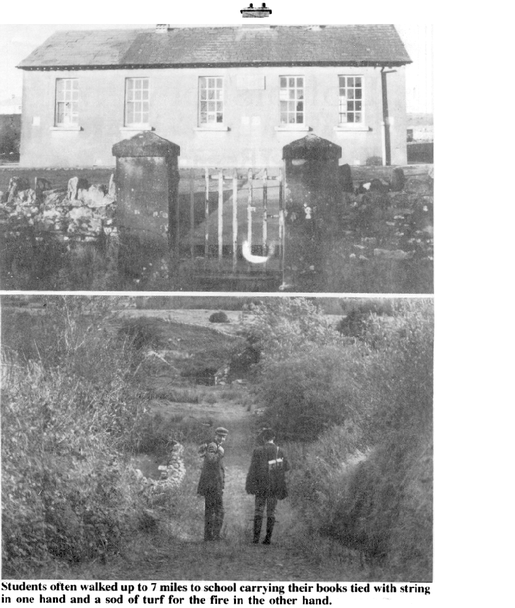 Students often walked up to 7 miles to school carrying their books tied with string
in one hand and a sod of turf for the fire in the other hand.